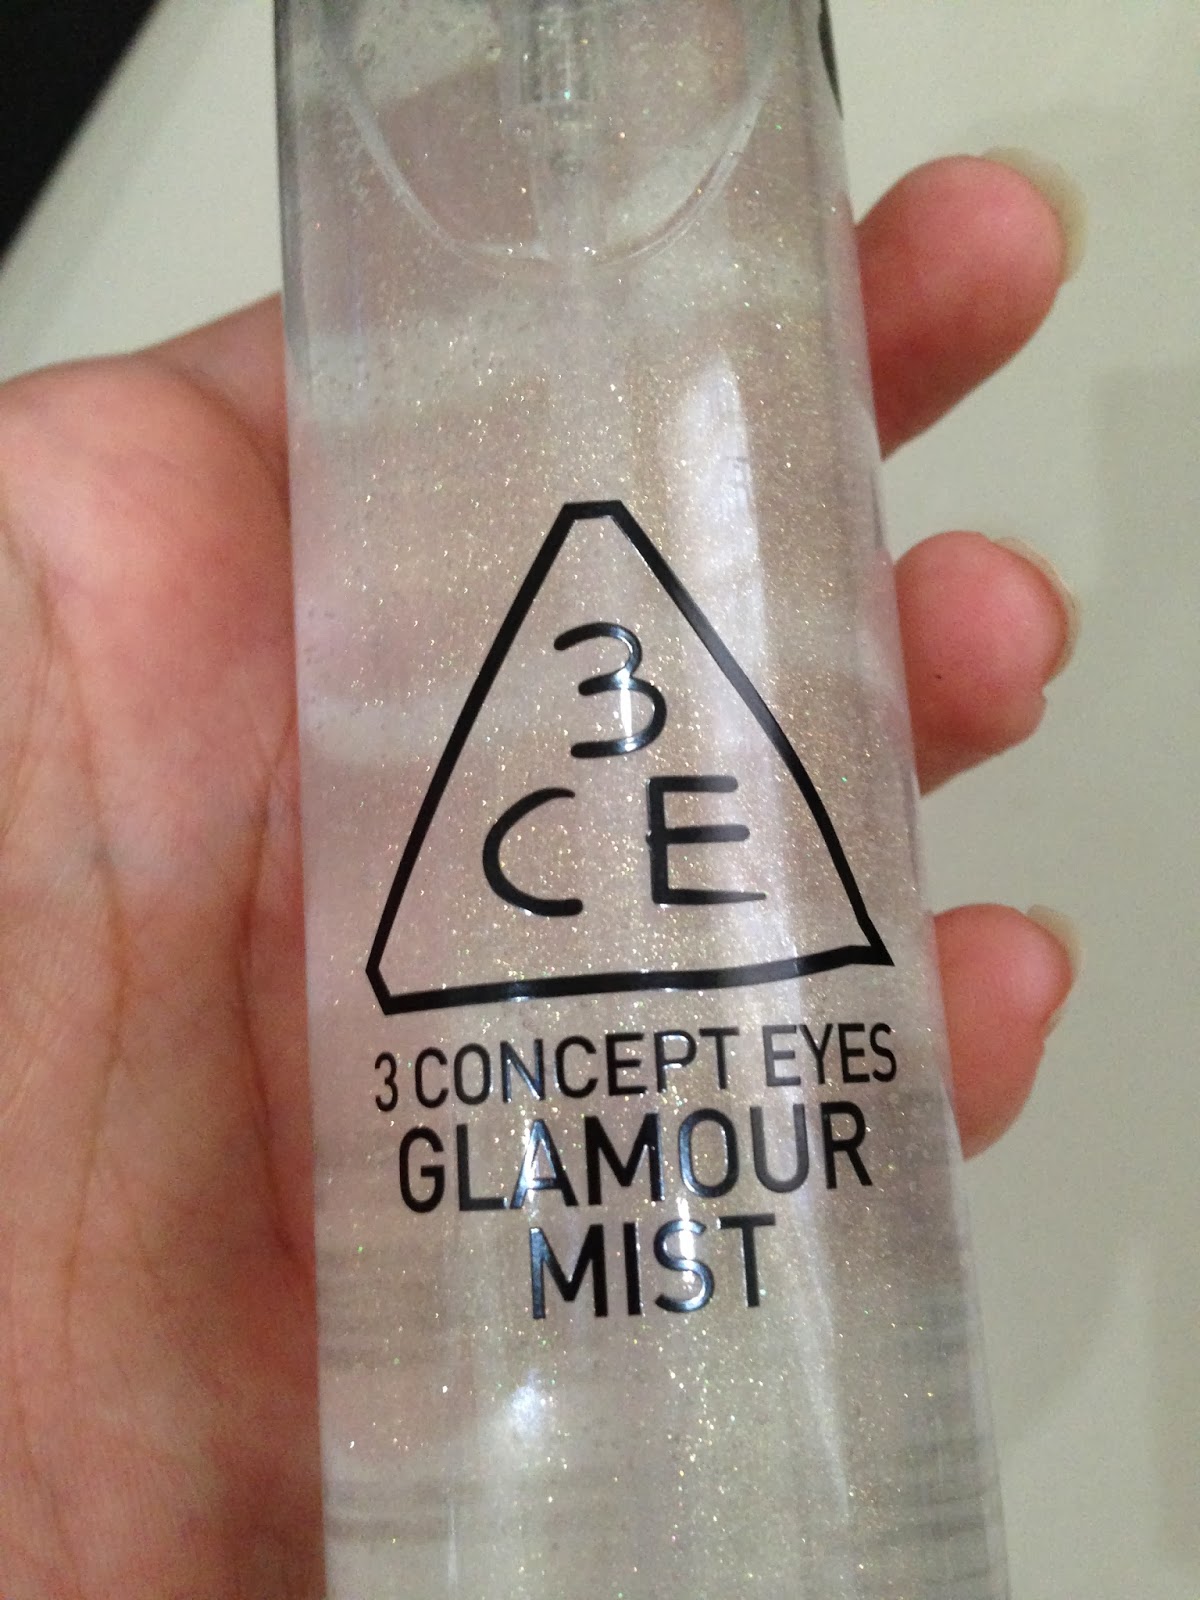 3
CE
3 CONCEPT EYES
GLAMOUR
MIST